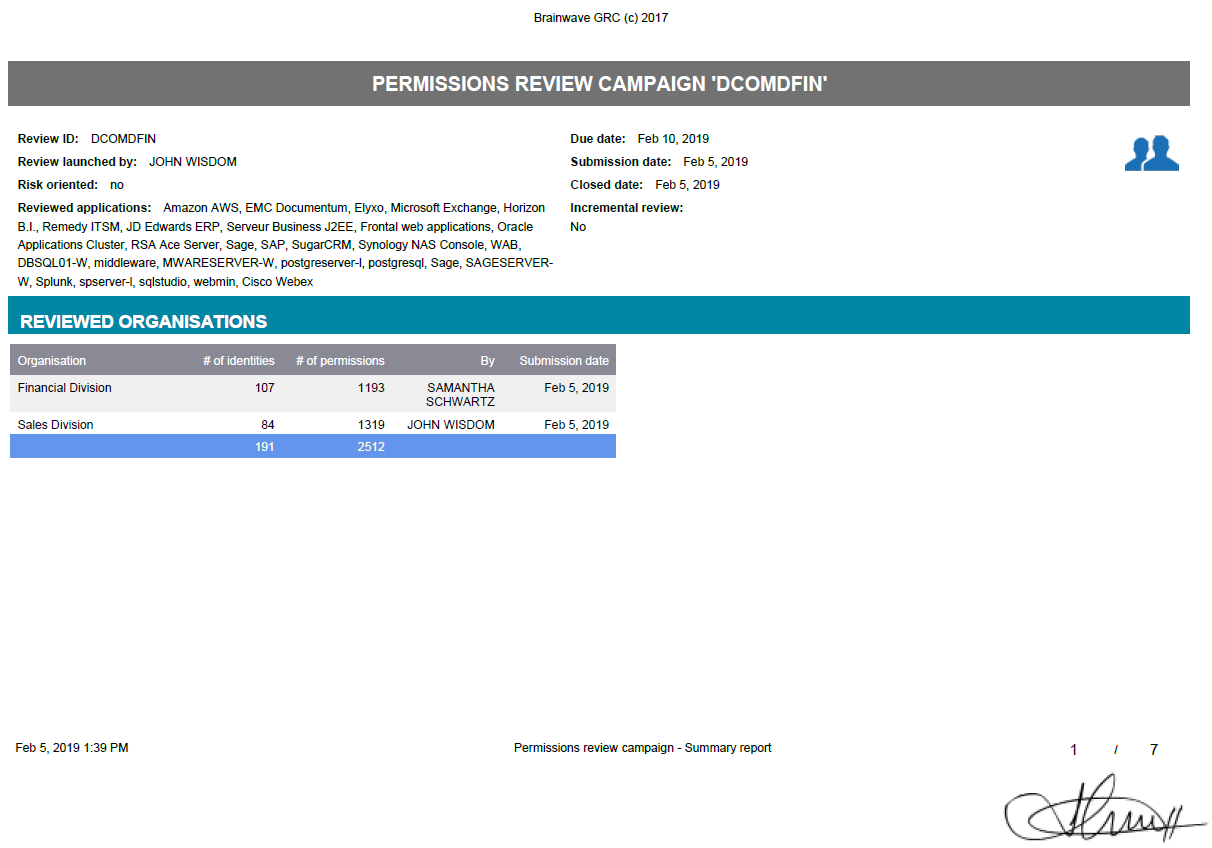 Brainwave GRC (c) 2017
PERMISSIONS REVIEW CAMPAIGN 'DCOMDFIN'
Review ID: DCOMDFIN
Review launched by: JOHN WISDOM
Risk oriented: no
Reviewed applications: Amazon AWS, EMC Documentum, Elyxo, Microsoft Exchange, Horizon
B.I., Remedy ITSM, JD Edwards ERP, Serveur Business J2EE, Frontal web applications, Oracle
Applications Cluster, RSA Ace Server, Sage, SAP, SugarCRM, Synology NAS Console, WAB,
DBSQL01-W, middleware, MWARESERVER-W, postgreserver-l, postgresql, Sage, SAGESERVER-
W, Splunk, spserver-l, sqlstudio, webmin, Cisco Webex
Due date: Feb 10, 2019
Submission date: Feb 5, 2019
Closed date: Feb 5, 2019
Incremental review:
No
REVIEWED ORGANISATIONS
Organisation # of identities # of permissions By Submission date
Financial Division 107 1193 SAMANTHA Feb 5, 2019
SCHWARTZ
Sales Division 84 1319 JOHN WISDOM Feb 5, 2019
191 2512
Feb 5, 2019 1:39 PM Permissions review campaign - Summary report 1 / 7